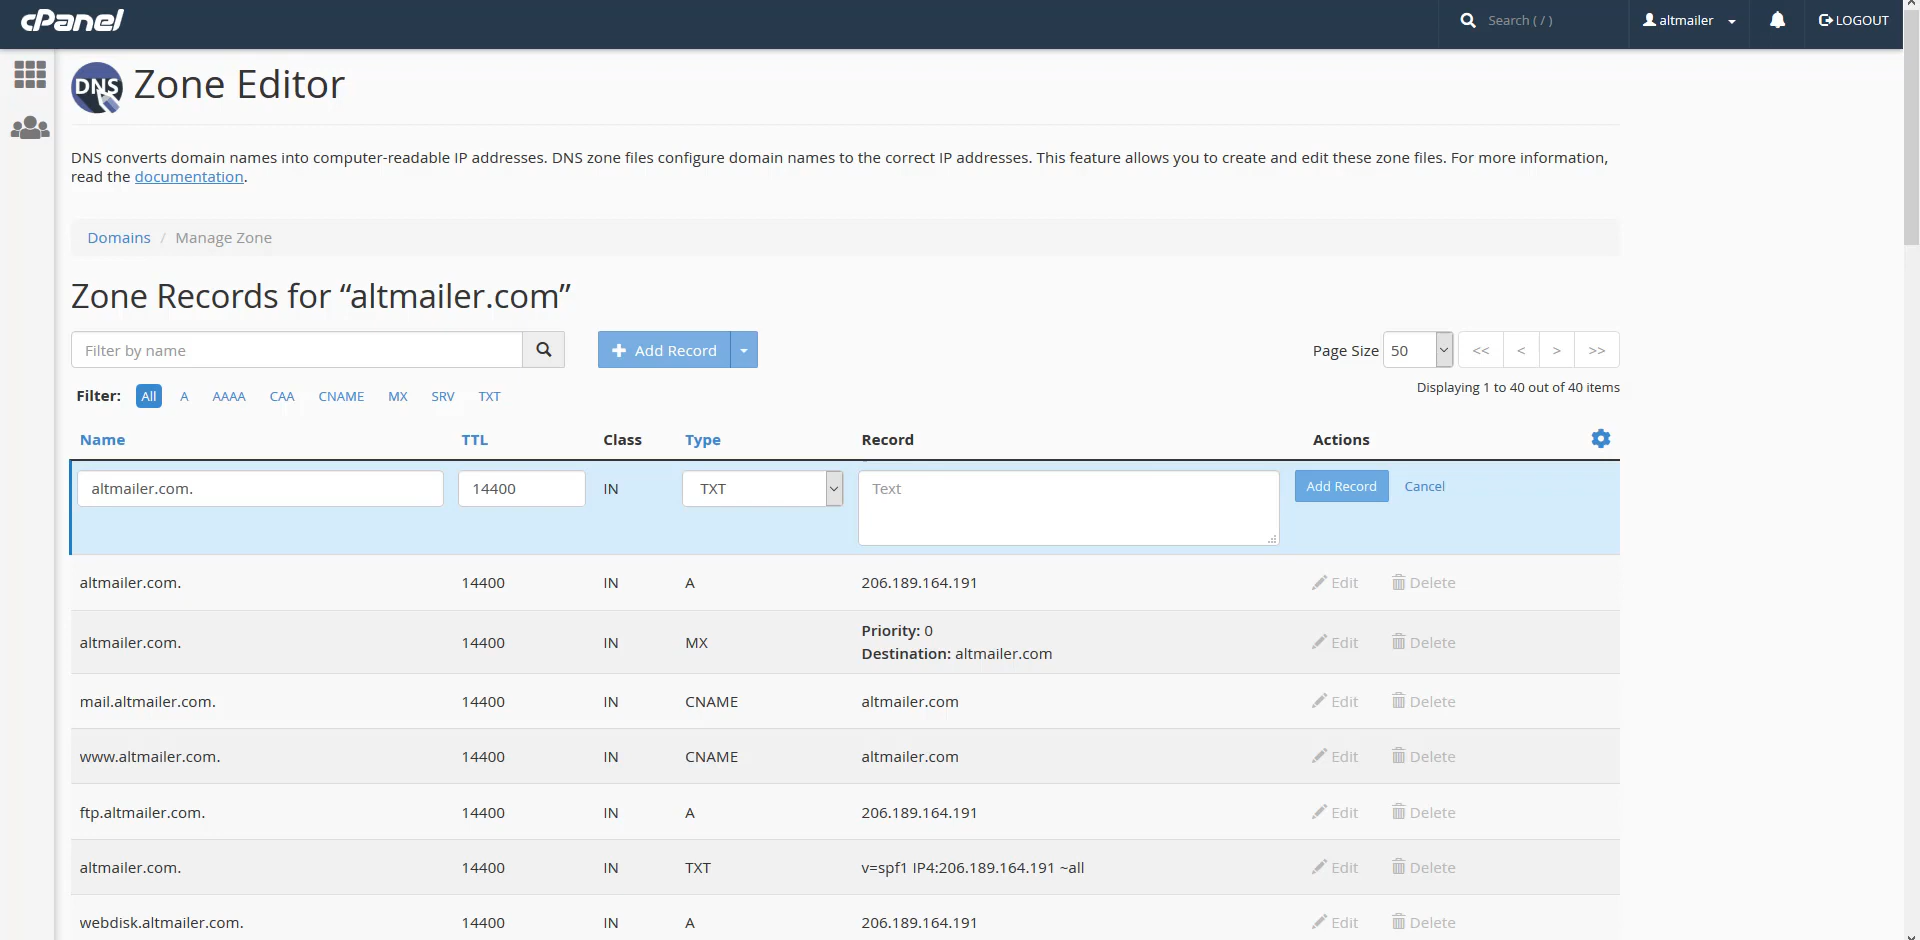 cPanel
Search ( / )
altmailer
LOGOUT
DNS
Zone Editor
DNS converts domain names into computer-readable IP addresses. DNS zone files configure domain names to the correct IP addresses. This feature allows you to create and edit these zone files. For more information,
read the documentation.
Domains / Manage Zone
Zone Records for “altmailer.com”
Filter by name
Add Record
Page Size 50 << < > >>
Filter: All A AAAA CAA CNAME MX SRV TXT
Displaying 1 to 40 out of 40 items
Name TTL Class Type Record Actions
altmailer.com. 14400 IN TXT Text Add Record Cancel
altmailer.com. 14400 IN A 206.189.164.191 Edit Delete
altmailer.com. 14400 IN MX Priority: 0 Edit Delete
Destination: altmailer.com
mail.altmailer.com. 14400 IN CNAME altmailer.com Edit Delete
www.altmailer.com. 14400 IN CNAME altmailer.com Edit Delete
ftp.altmailer.com. 14400 IN A 206.189.164.191 Edit Delete
altmailer.com. 14400 IN TXT v=spf1 IP4:206.189.164.191 ~all Edit Delete
webdisk.altmailer.com. 14400 IN A 206.189.164.191 Edit Delete